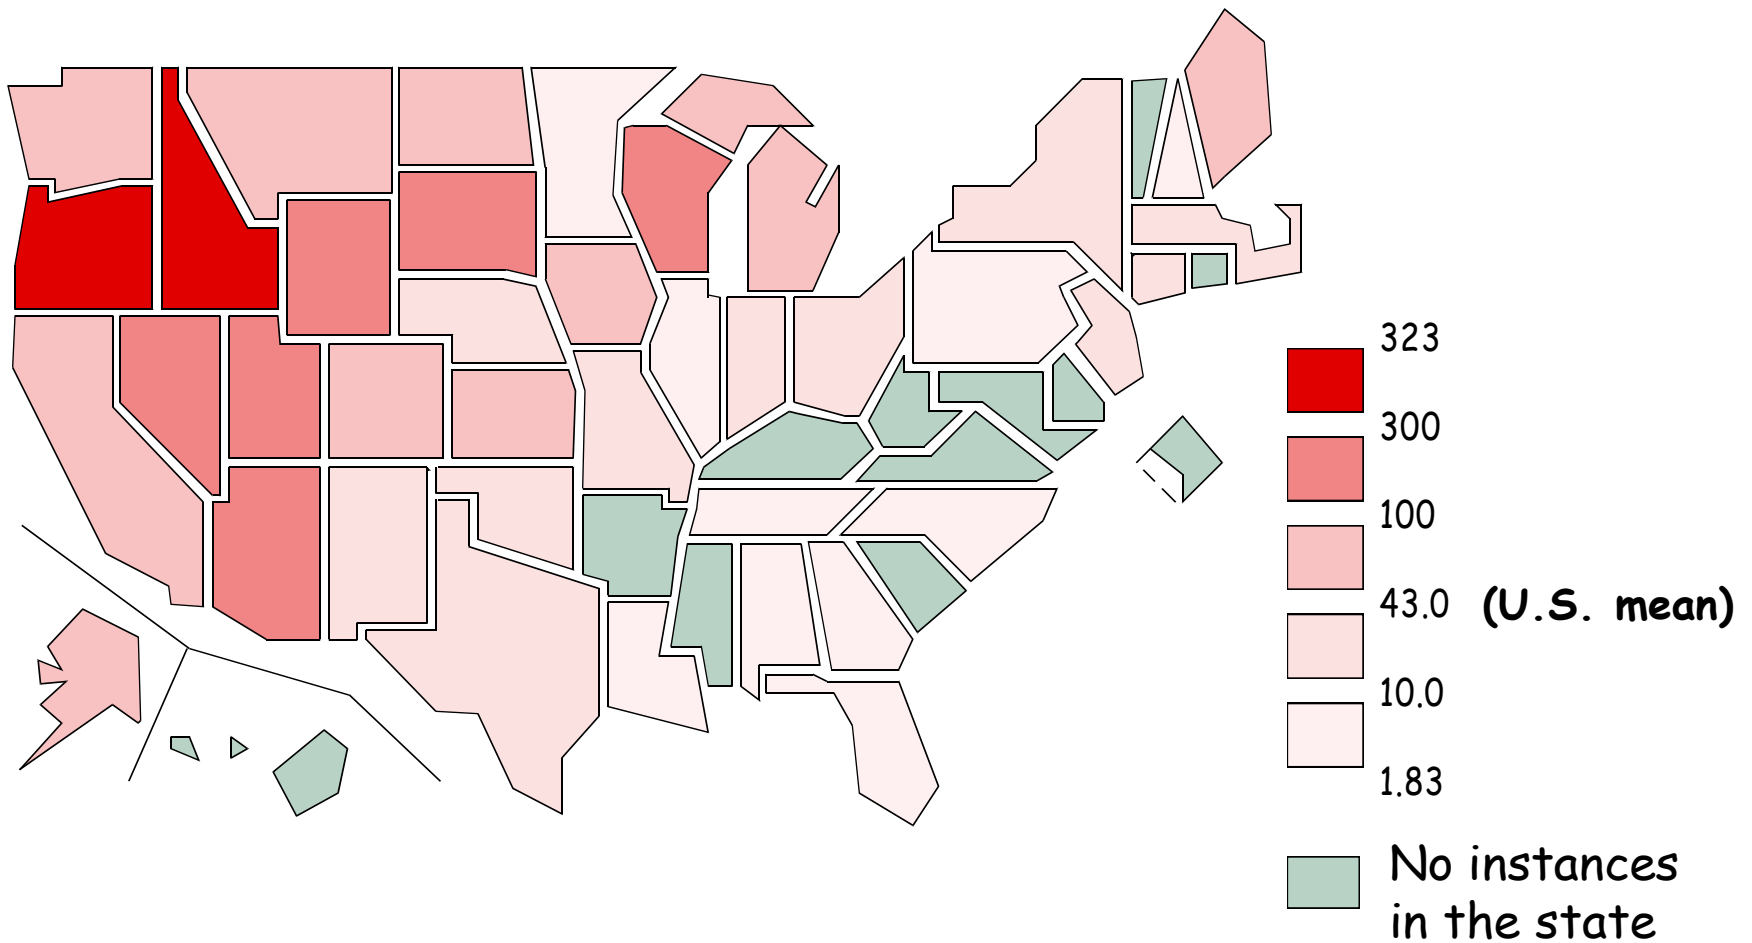 323
300
100
43.0 (U.S. mean)
10.0
1.83
No instances
in the state